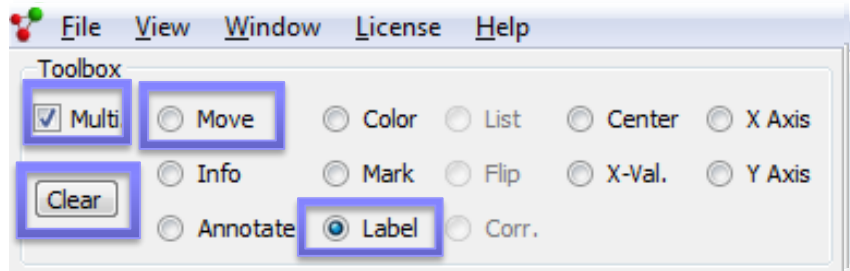 File View Window License Help
Toolbox
Multi. Move Color List Center X Axis
Info Mark Flip X-Val. Y Axis
Clear
Annotate Label Corr.